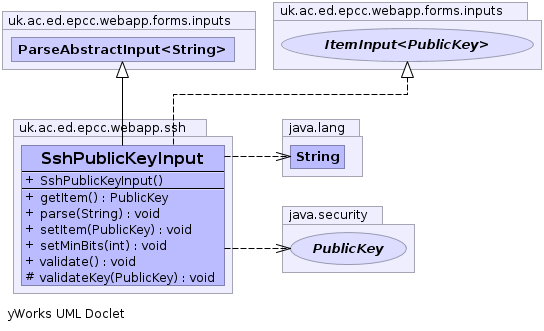 uk.ac.ed.epcc.webapp.forms.inputs
ParseAbstractInput<String>
uk.ac.ed.epcc.webapp.forms.inputs
ItemInput<PublicKey>
uk.ac.ed.epcc.webapp.ssh
SshPublicKeyInput
+ SshPublicKeyInput()
+ getItem() : PublicKey
+ parse(String) : void
+ setItem(PublicKey) : void
+ setMinBits(int) : void
+ validate() : void
# validateKey(PublicKey) : void
java.lang
String
java.security
PublicKey
yWorks UML Doclet